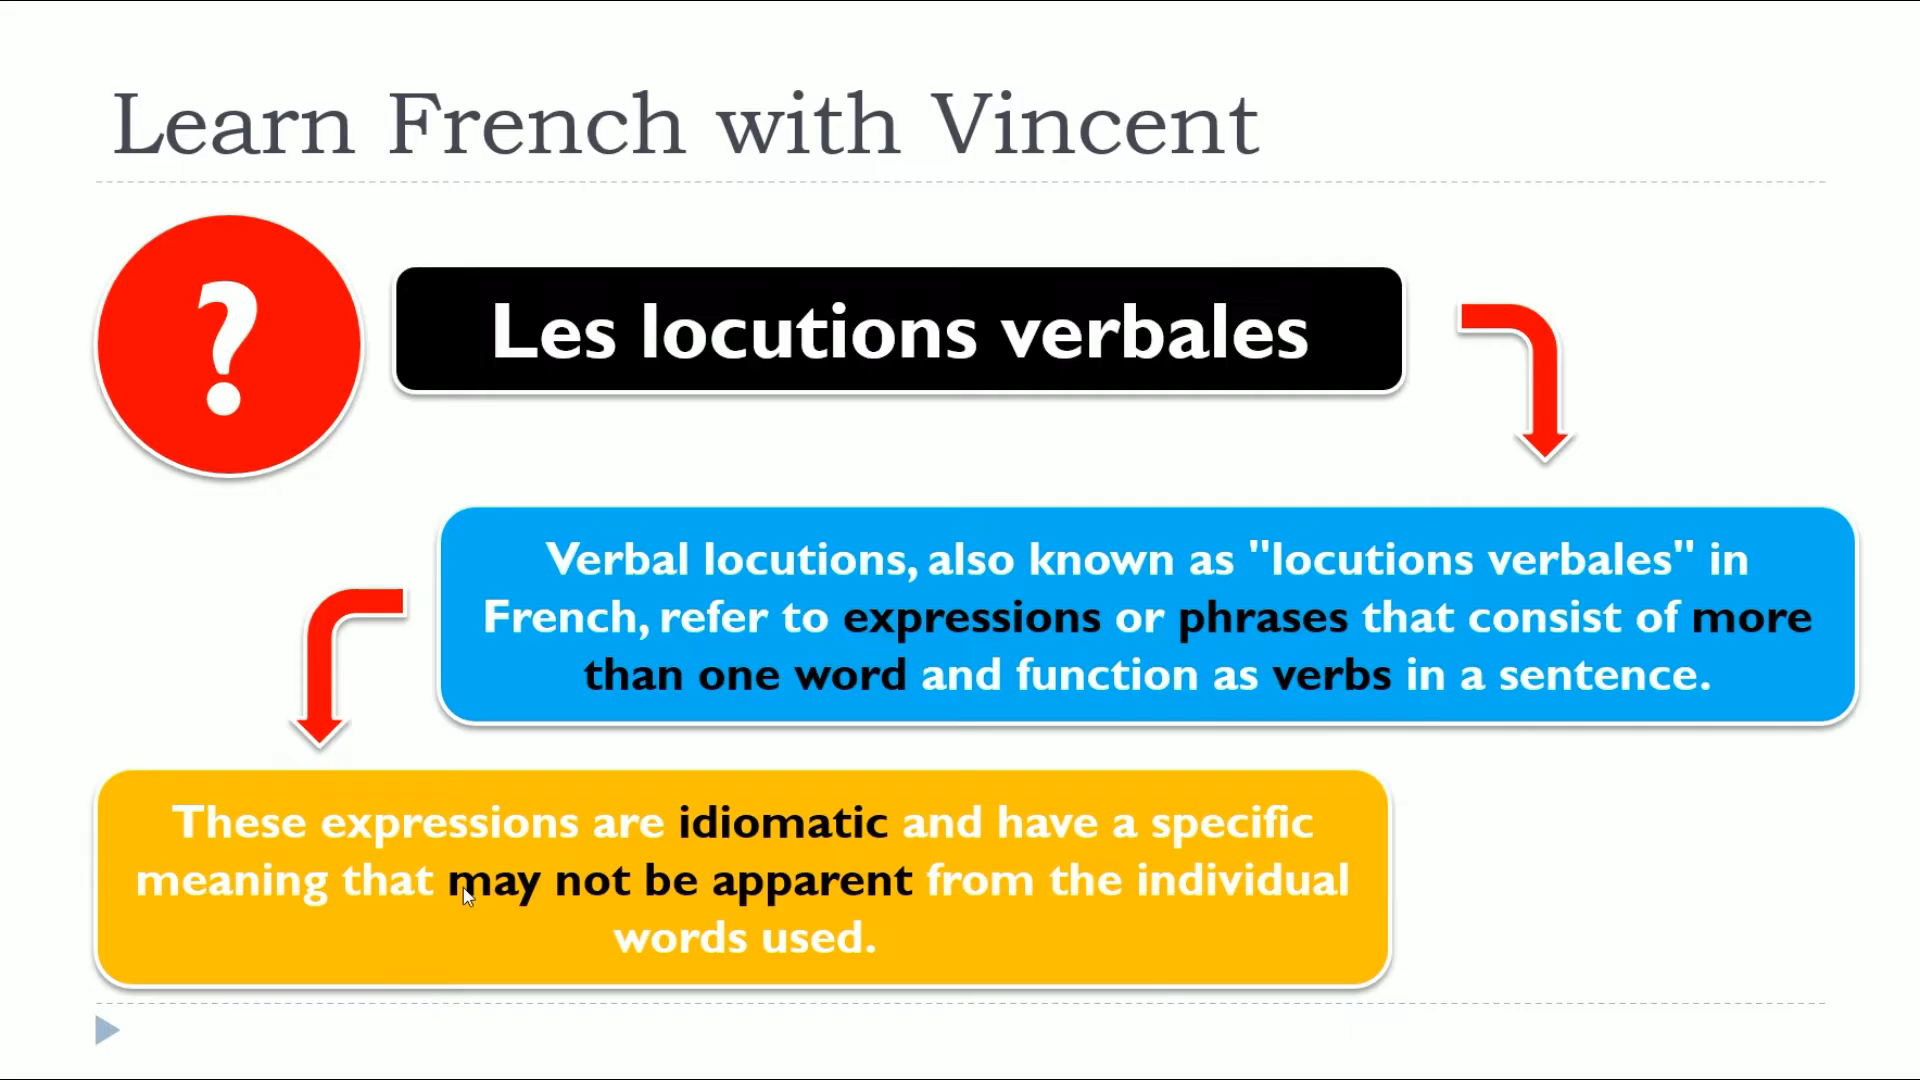 Learn French with Vincent
?
Les locutions verbales
Verbal locutions, also known as "locutions verbales" in
French, refer to expressions or phrases that consist of more
than one word and function as verbs in a sentence.
These expressions are idiomatic and have a specific
meaning that may not be apparent from the individual
words used.